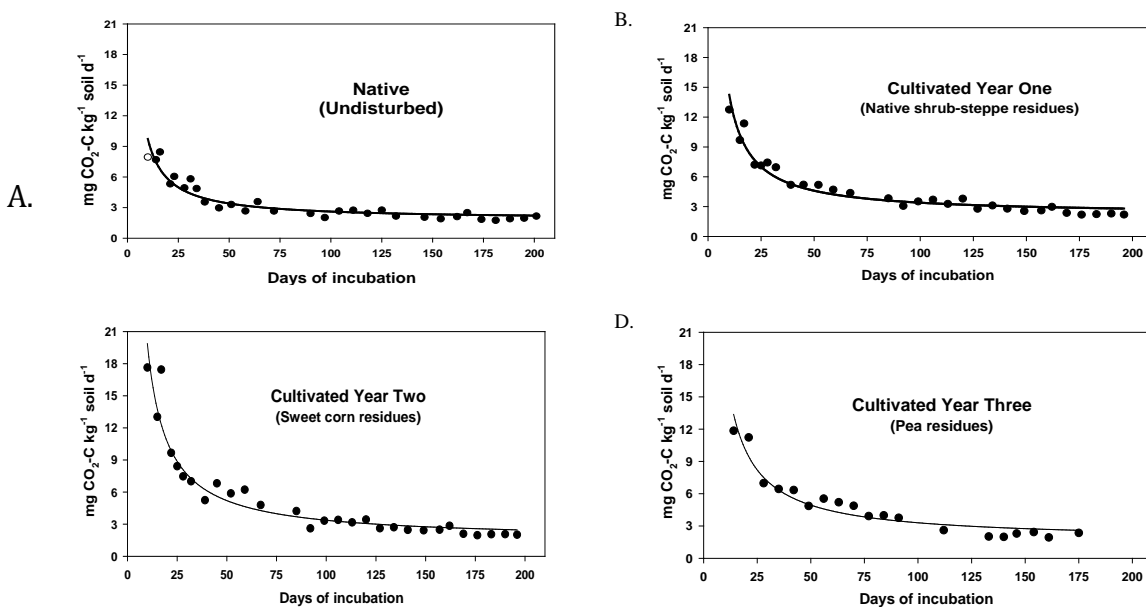 A.
21
18
15
12
9
6
3
0
mg CO2-C kg-1 soil d-1
Native
(Undisturbed)
0 25 50 75 100 125 150 175 200
Days of incubation
B.
21
18
15
12
9
6
3
0
mg CO2-C kg-1 soil d-1
Cultivated Year One
(Native shrub-steppe residues)
0 25 50 75 100 125 150 175 200
Days of incubation
21
18
15
12
9
6
3
0
mg CO2-C kg-1 soil d-1
Cultivated Year Two
(Sweet corn residues)
0 25 50 75 100 125 150 175 200
Days of incubation
D.
21
18
15
12
9
6
3
0
mg CO2-C kg-1 soil d-1
Cultivated Year Three
(Pea residues)
0 25 50 75 100 125 150 175 200
Days of incubation